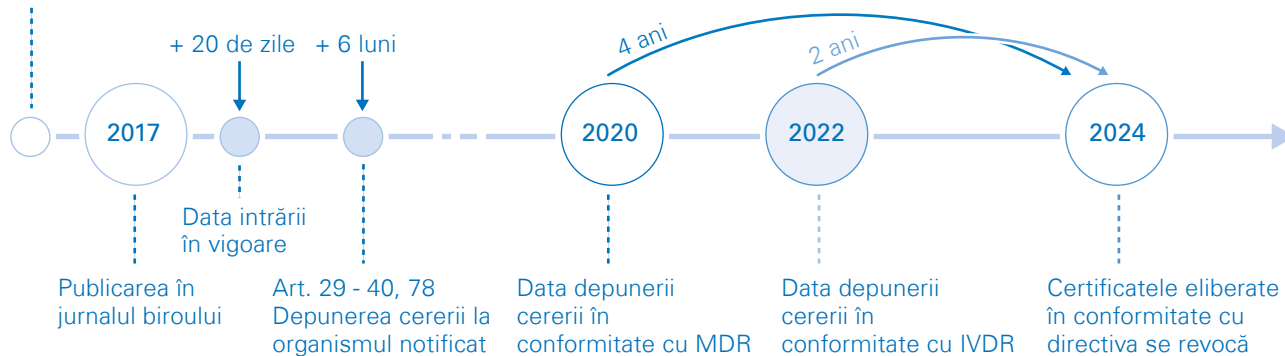 4 ani
2 ani
+ 20 de zile
+ 6 luni
2017
2020
2022
2024
Data intrării
în vigoare
Publicarea în
jurnalul biroului
Art. 29 - 40, 78
Depunerea cererii la
organismul notificat
Data depunerii
cererii în
conformitate cu MDR
Data depunerii
cererii în
conformitate cu IVDR
Certificatele eliberate
în conformitate cu
directiva se revocă